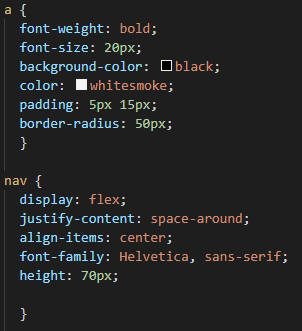 a {
font-weight: bold;
font-size: 20px;
background-color: black;
color: whitesmoke;
padding: 5px 15px;
border-radius: 50px;
}
nav {
display: flex;
justify-content: space-around;
align-items: center;
font-family: Helvetica, sans-serif;
height: 70px;
}